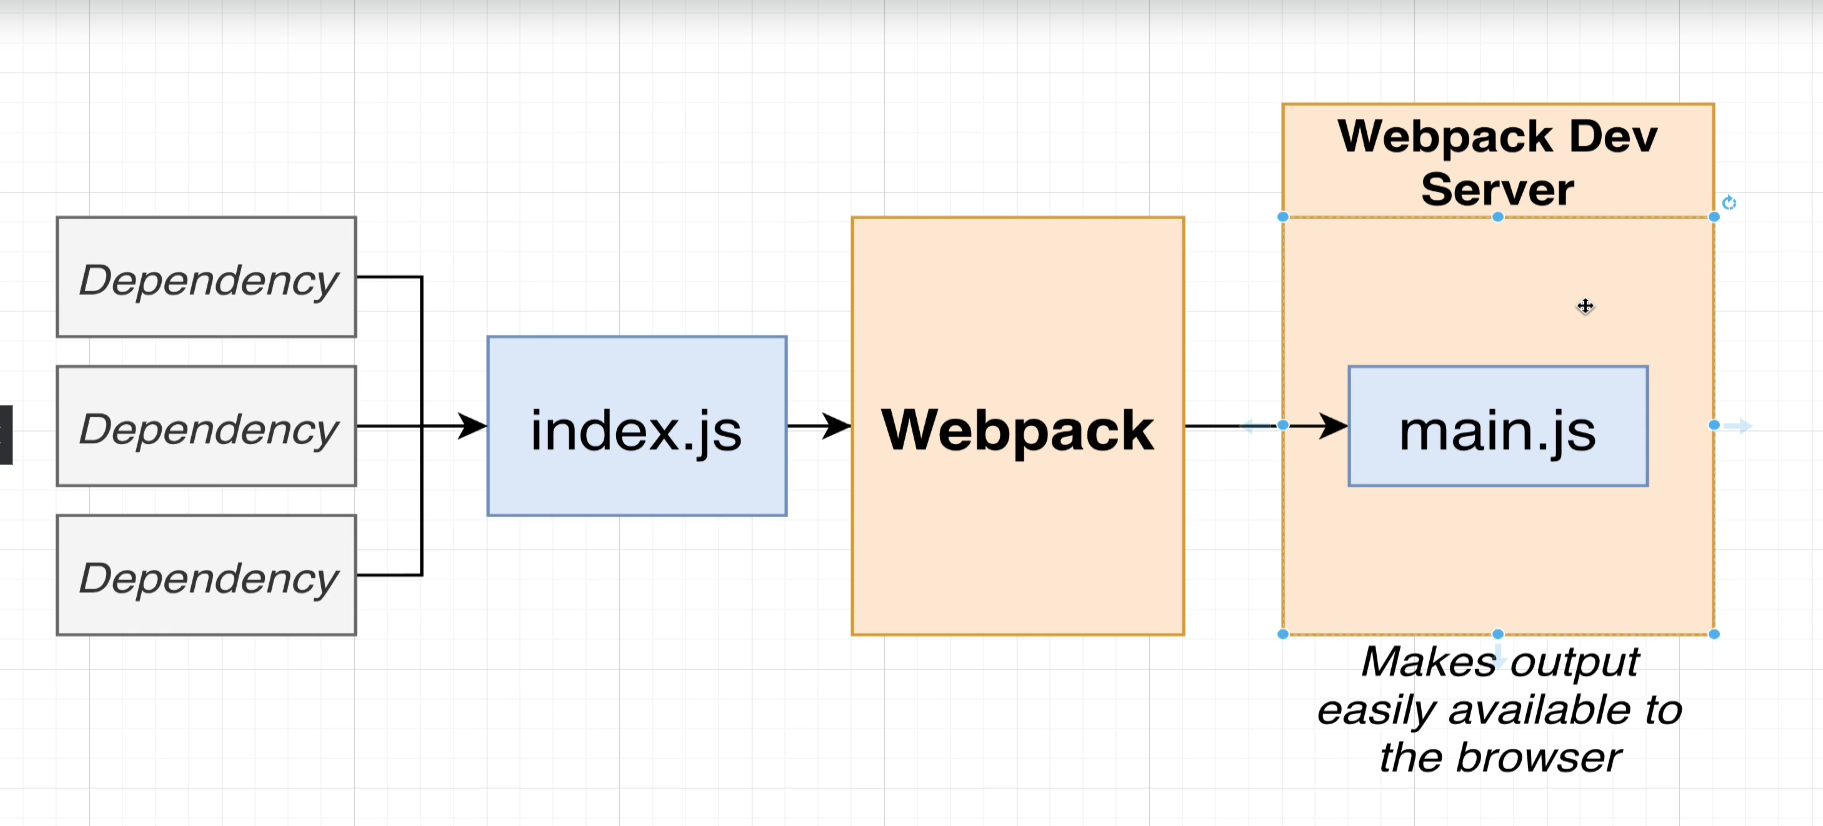 Webpack Dev
Server
Dependency
Dependency
Dependency
index.js
Webpack
main.js
Makes output
easily available to
the browser